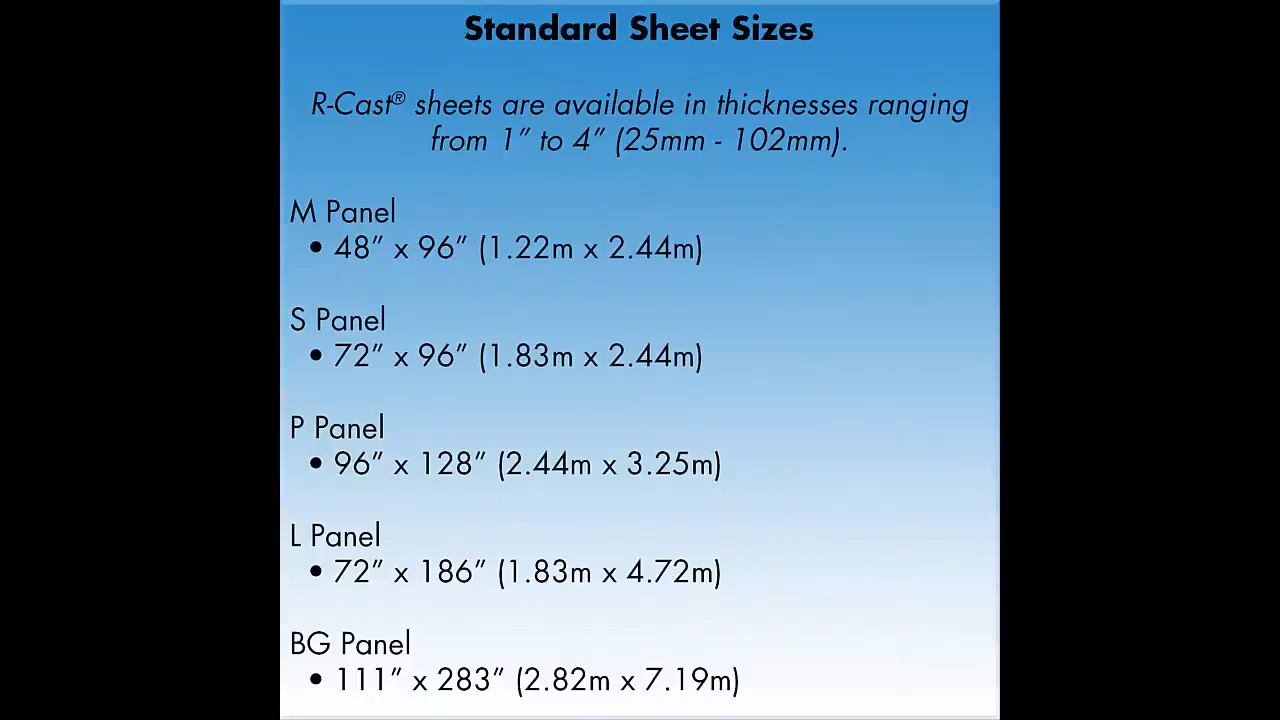 Standard Sheet Sizes
R-Cast® sheets are available in thicknesses ranging
from 1” to 4” (25mm - 102mm).
M Panel
• 48” x 96” (1.22m x 2.44m)
S Panel
• 72” x 96” (1.83m x 2.44m)
P Panel
• 96” x 128” (2.44m x 3.25m)
L Panel
• 72” x 186” (1.83m x 4.72m)
BG Panel
• 111” x 283” (2.82m x 7.19m)